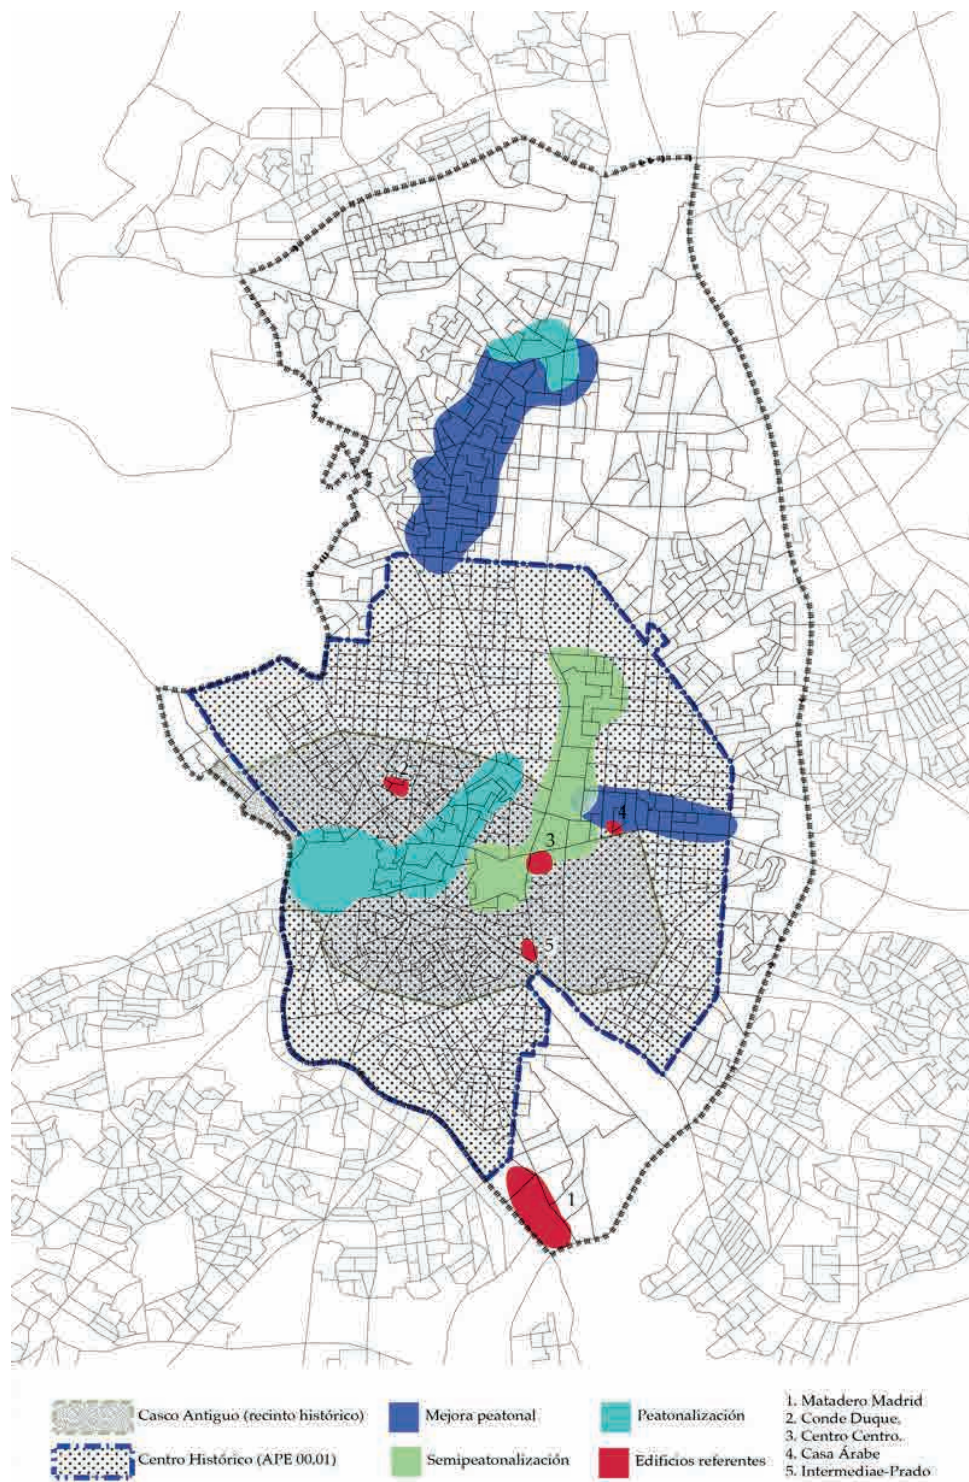 2
4
3
5
1
Casco Antiguo (recinto histórico)
Mejora peatonal
Peatonalización
Centro Histórico (APE 00.01)
Semipeatonalización
Edificios referentes
1. Matadero Madrid
2. Conde Duque,
3. Centro Centro.
4. Casa Árabe
5. Intermediae-Prado